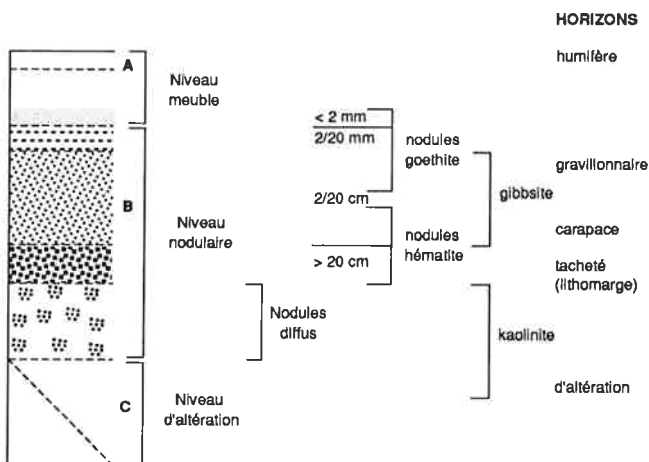 HORIZONS
humifère
A
Niveau
meuble
< 2 mm
2/20 mm
nodules
goethite
gravillonnaire
gibbsite
2/20 cm
B
Niveau
nodulaire
carapace
nodules
hématite
> 20 cm
tacheté
(lithomarge)
Nodules
diffus
kaolinite
d'altération
C
Niveau
d'altération